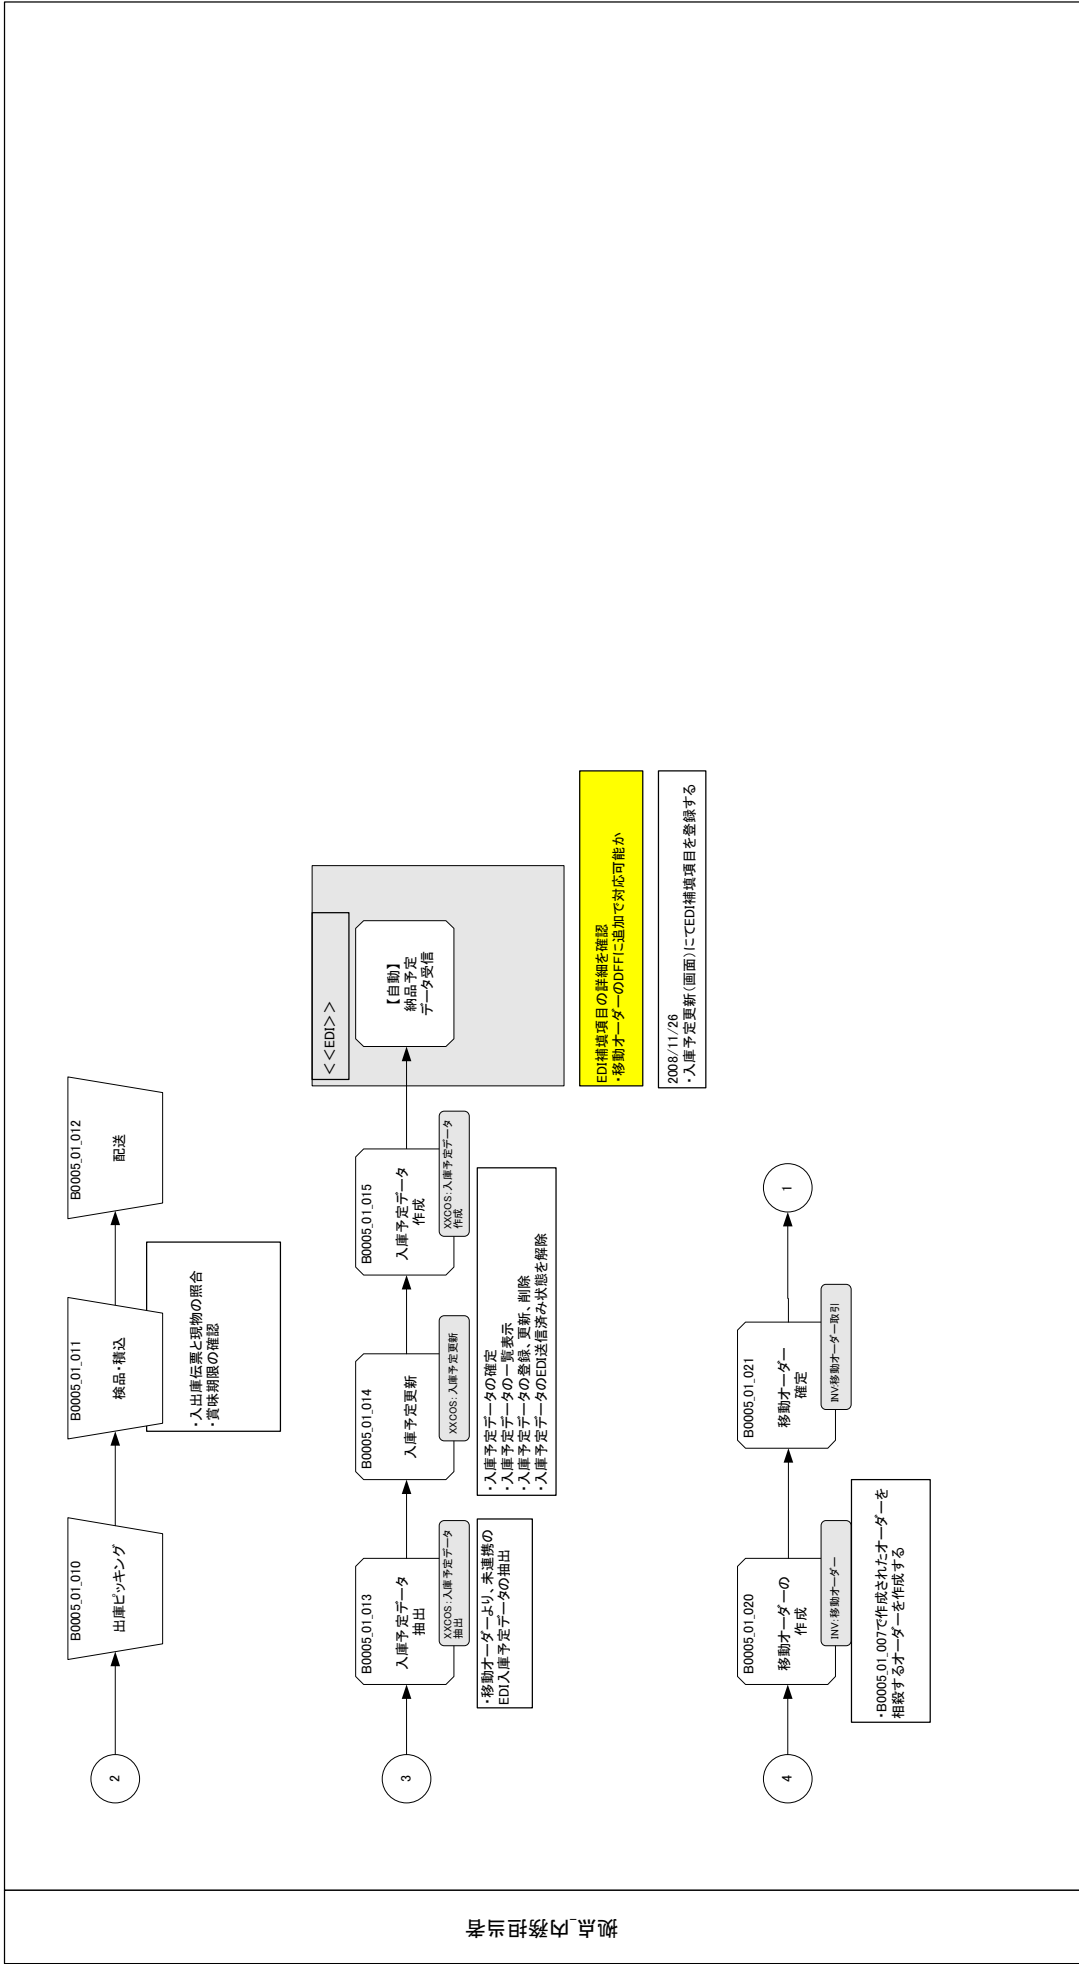 拠点_内務担当者
2
B0005_01_010
出庫ピッキング
B0005_01_011
検品・積込
・入出庫伝票と現物の照合
・賞味期限の確認
B0005_01_012
配送
3
B0005_01_013
入庫予定データ
抽出
XXCOS:入庫予定データ
抽出
・移動オーダーより、未連携の
EDI入庫予定データの抽出
B0005_01_014
入庫予定更新
XXCOS:入庫予定更新
・入庫予定データの確定
・入庫予定データの一覧表示
・入庫予定データの登録、更新、削除
・入庫予定データのEDI送信済み状態を解除
B0005_01_015
入庫予定データ
作成
XXCOS:入庫予定データ
作成
<<EDI>>
【自動】
納品予定
データ受信
EDI補填項目の詳細を確認
・移動オーダーのDFFに追加で対応可能か
2008/11/26
・入庫予定更新(画面)にてEDI補填項目を登録する
4
B0005_01_020
移動オーダーの
作成
INV:移動オーダー
・B0005_01_007で作成されたオーダーを
相殺するオーダーを作成する
B0005_01_021
移動オーダー
確定
INV:移動オーダー取引
1